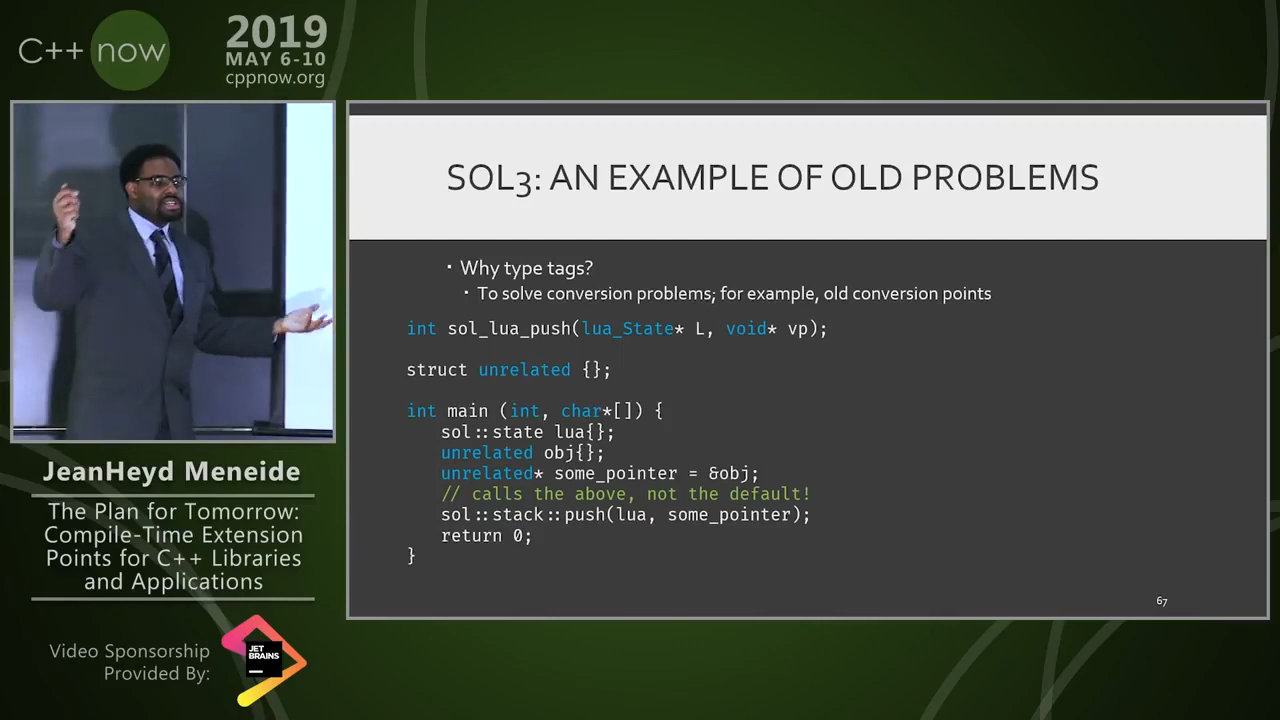 C++ now
2019
MAY 6-10
cppnow.org
SOL3: AN EXAMPLE OF OLD PROBLEMS
▪ Why type tags?
▪ To solve conversion problems; for example, old conversion points
int sol_lua_push(lua_State* L, void* vp);
struct unrelated {};
int main (int, char*[]) {
sol::state lua{};
unrelated obj{};
unrelated* some_pointer = &obj;
// calls the above, not the default!
sol::stack::push(lua, some_pointer);
return 0;
}
67
JeanHeyd Meneide
The Plan for Tomorrow:
Compile-Time Extension
Points for C++ Libraries
and Applications
Video Sponsorship
Provided By:
JET
BRAINS